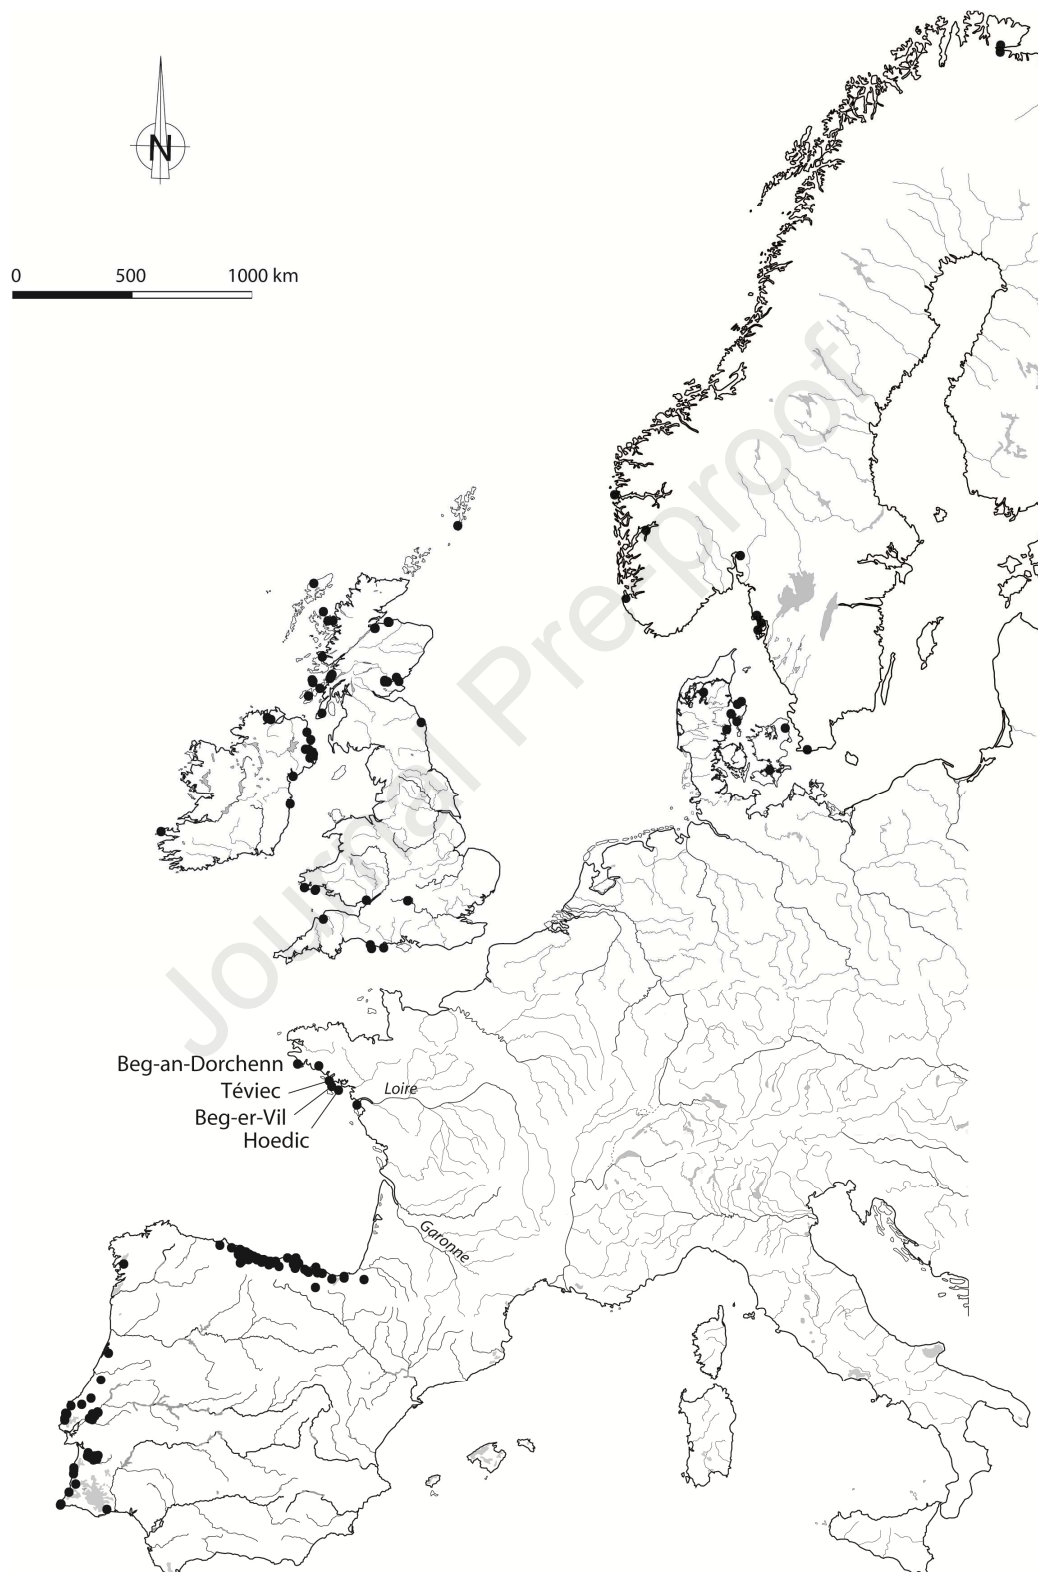 N
0 500 1000 km
Journal Pre-proof
Beg-an-Dorchenn
Téviec
Loire
Beg-er-Vil
Hoedic
Garonne